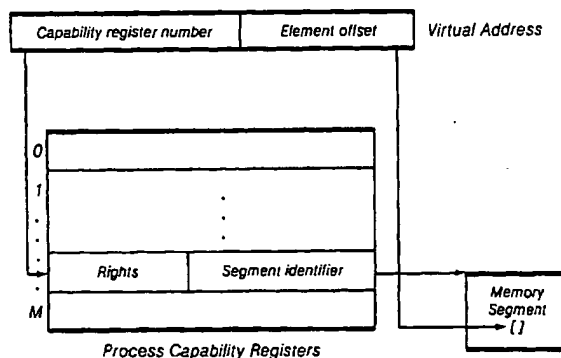 Capability register number Element offset Virtual Address
0
1
Rights Segment identifier
M
Memory
Segment
[ ]
Process Capability Registers